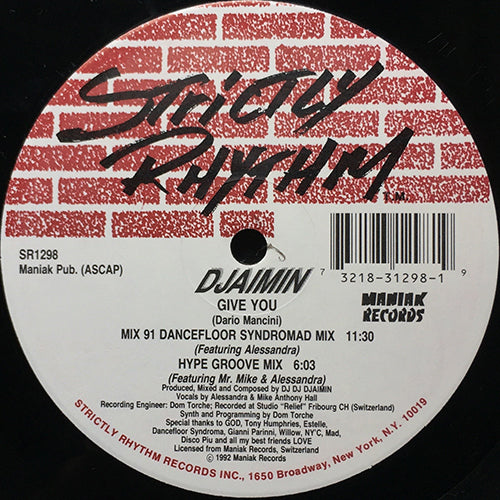 STRICTLY
RHYTHM
T.M.
SR1298
Maniak Pub. (ASCAP)
7 3218-31298-1 9
MANIAK
RECORDS
DJAIMIN
GIVE YOU
(Dario Mancini)
MIX 91 DANCEFLOOR SYNDROMAD MIX 11:30
(Featuring Alessandra)
HYPE GROOVE MIX 6:03
(Featuring Mr. Mike & Alessandra)
Produced, Mixed and Composed by DJ DJ DJAIMIN
Vocals by Alessandra & Mike Anthony Hall
Recording Engineer: Dom Torche; Recorded at Studio "Relief" Fribourg CH (Switzerland)
Synth and Programming by Dom Torche
Special thanks to GOD, Tony Humphries, Estelle,
Dancefloor Syndroma, Gianni Parinni, Willow, NY'C, Mad,
Disco Piu and all my best friends LOVE
Licensed from Maniak Records, Switzerland
© 1992 Maniak Records
STRICTLY RHYTHM RECORDS INC., 1650 Broadway, New York, N.Y. 10019